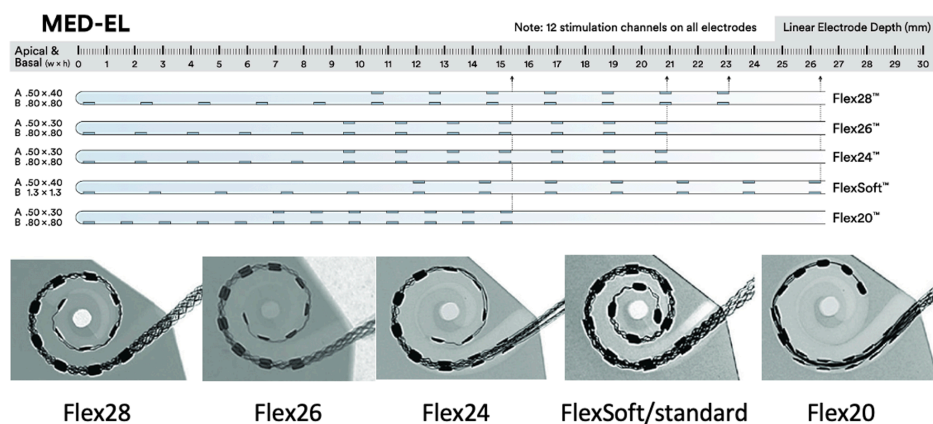 MED-EL
Note: 12 stimulation channels on all electrodes
Linear Electrode Depth (mm)
Apical &
Basal (w x h)
0 1 2 3 4 5 6 7 8 9 10 11 12 13 14 15 16 17 18 19 20 21 22 23 24 25 26 27 28 29 30
A .50 x .40
B .80 x .80
Flex28™
A .50 x .30
B .80 x .80
Flex26™
A .50 x .30
B .80 x .80
Flex24™
A .50 x .40
B 1.3 x 1.3
FlexSoft™
A .50 x .30
B .80 x .80
Flex20™
Flex28 Flex26 Flex24 FlexSoft/standard Flex20